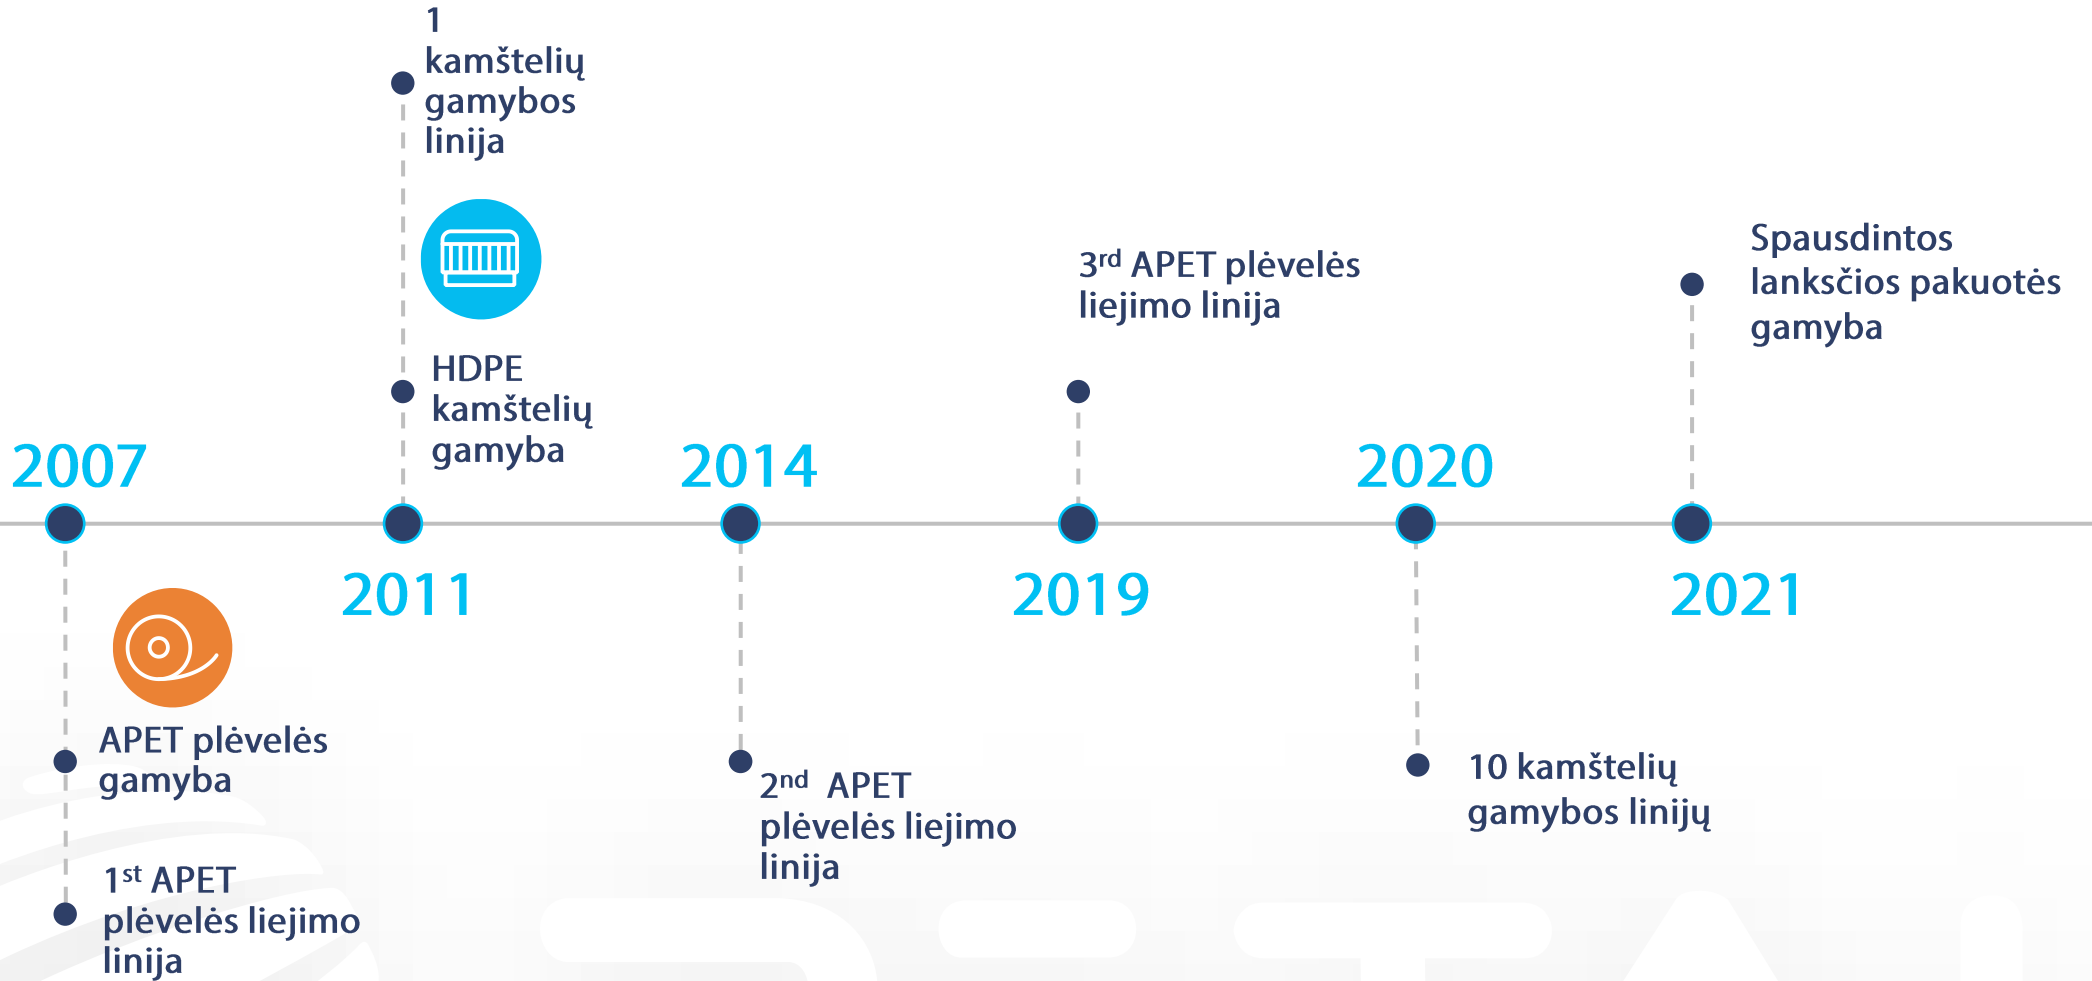 1
kamštelių
gamybos
linija
HDPE
kamštelių
gamyba
3rd APET plėvelės
liejimo linija
Spausdintos
lanksčios pakuotės
gamyba
2007
2014
2020
2011
2019
2021
APET plėvelės
gamyba
1st APET
plėvelės liejimo
linija
2nd APET
plėvelės liejimo
linija
10 kamštelių
gamybos linijų